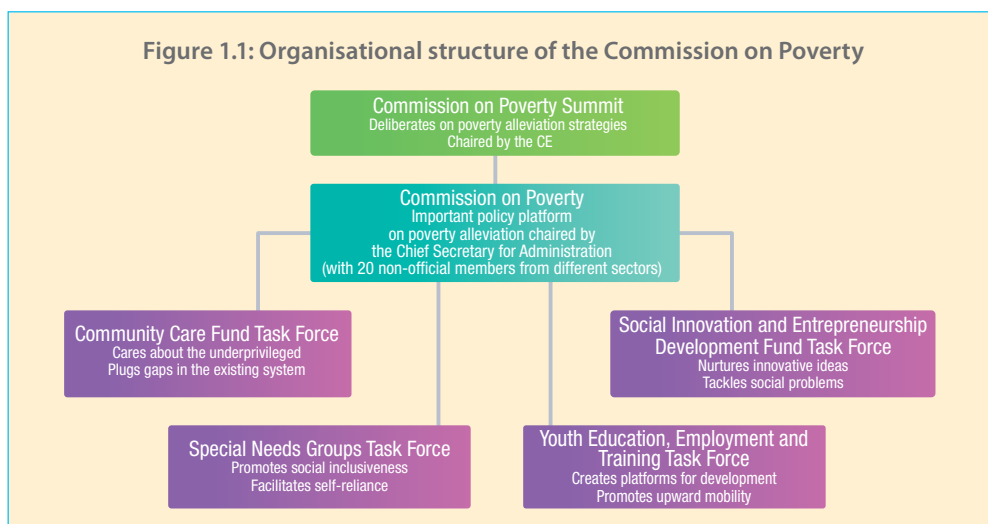 Figure 1.1: Organisational structure of the Commission on Poverty
Commission on Poverty Summit
Deliberates on poverty alleviation strategies
Chaired by the CE
Commission on Poverty
Important policy platform
on poverty alleviation chaired by
the Chief Secretary for Administration
(with 20 non-official members from different sectors)
Community Care Fund Task Force
Cares about the underprivileged
Plugs gaps in the existing system
Social Innovation and Entrepreneurship
Development Fund Task Force
Nurtures innovative ideas
Tackles social problems
Special Needs Groups Task Force
Promotes social inclusiveness
Facilitates self-reliance
Youth Education, Employment and
Training Task Force
Creates platforms for development
Promotes upward mobility